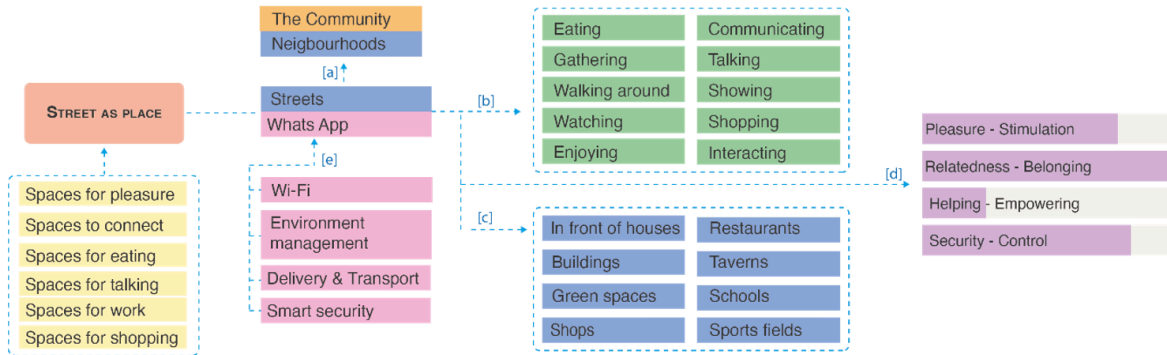 The Community
Neigbourhoods
[a]
STREET AS PLACE
Streets
Whats App
[b]
[e]
Spaces for pleasure
Spaces to connect
Spaces for eating
Spaces for talking
Spaces for work
Spaces for shopping
Wi-Fi
Environment
management
Delivery & Transport
Smart security
Eating
Communicating
Gathering
Talking
Walking around
Showing
Watching
Shopping
Enjoying
Interacting
[c]
In front of houses
Restaurants
Buildings
Taverns
Green spaces
Schools
Shops
Sports fields
[d]
Pleasure - Stimulation
Relatedness - Belonging
Helping - Empowering
Security - Control